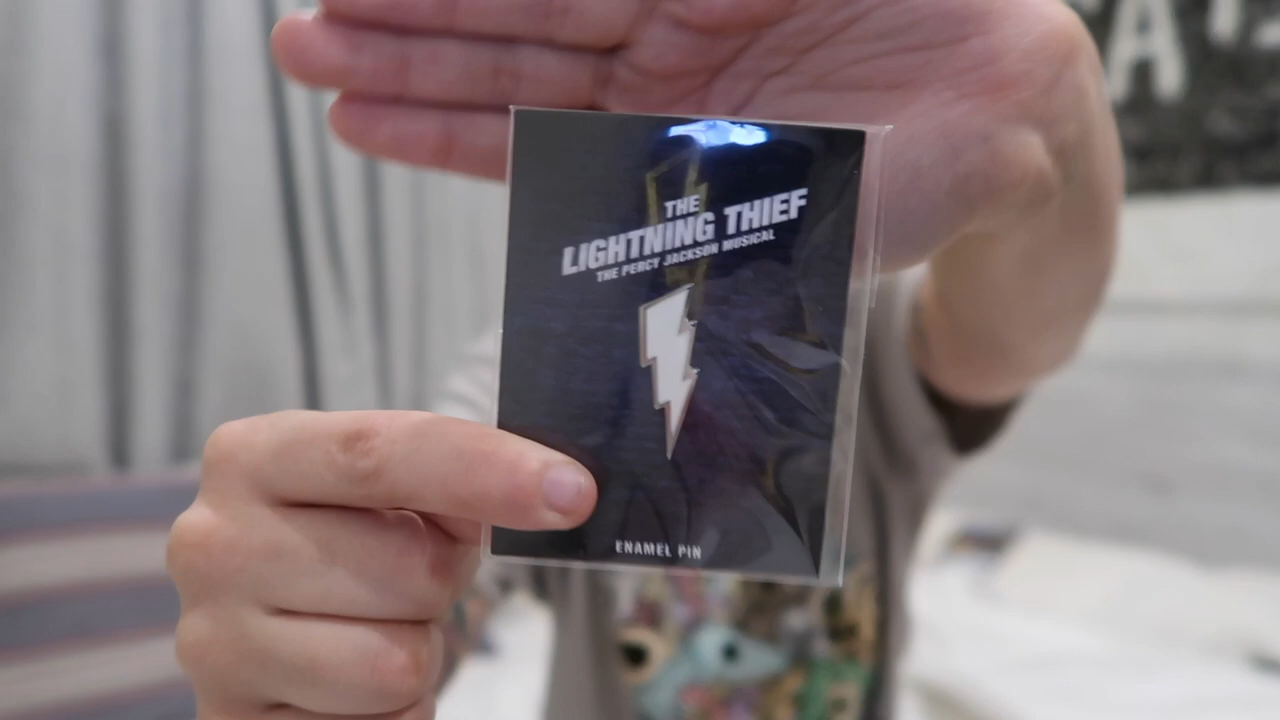 THE
LIGHTNING THIEF
THE PERCY JACKSON MUSICAL
ENAMEL PIN